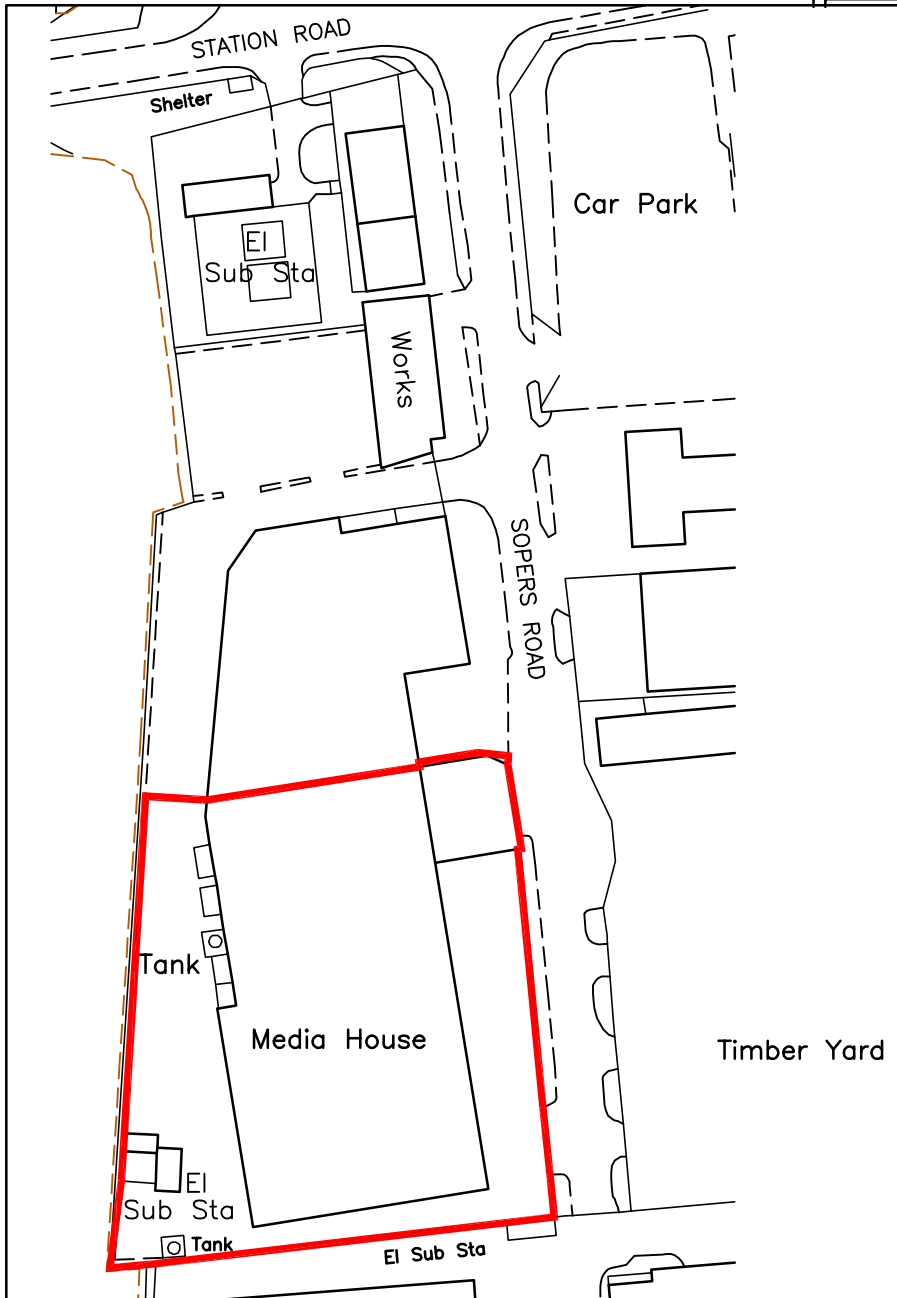 STATION ROAD
Shelter
Car Park
El
Sub Sta
Works
SOPERS ROAD
Tank
Media House
Timber Yard
El
Sub Sta
Tank
El Sub Sta